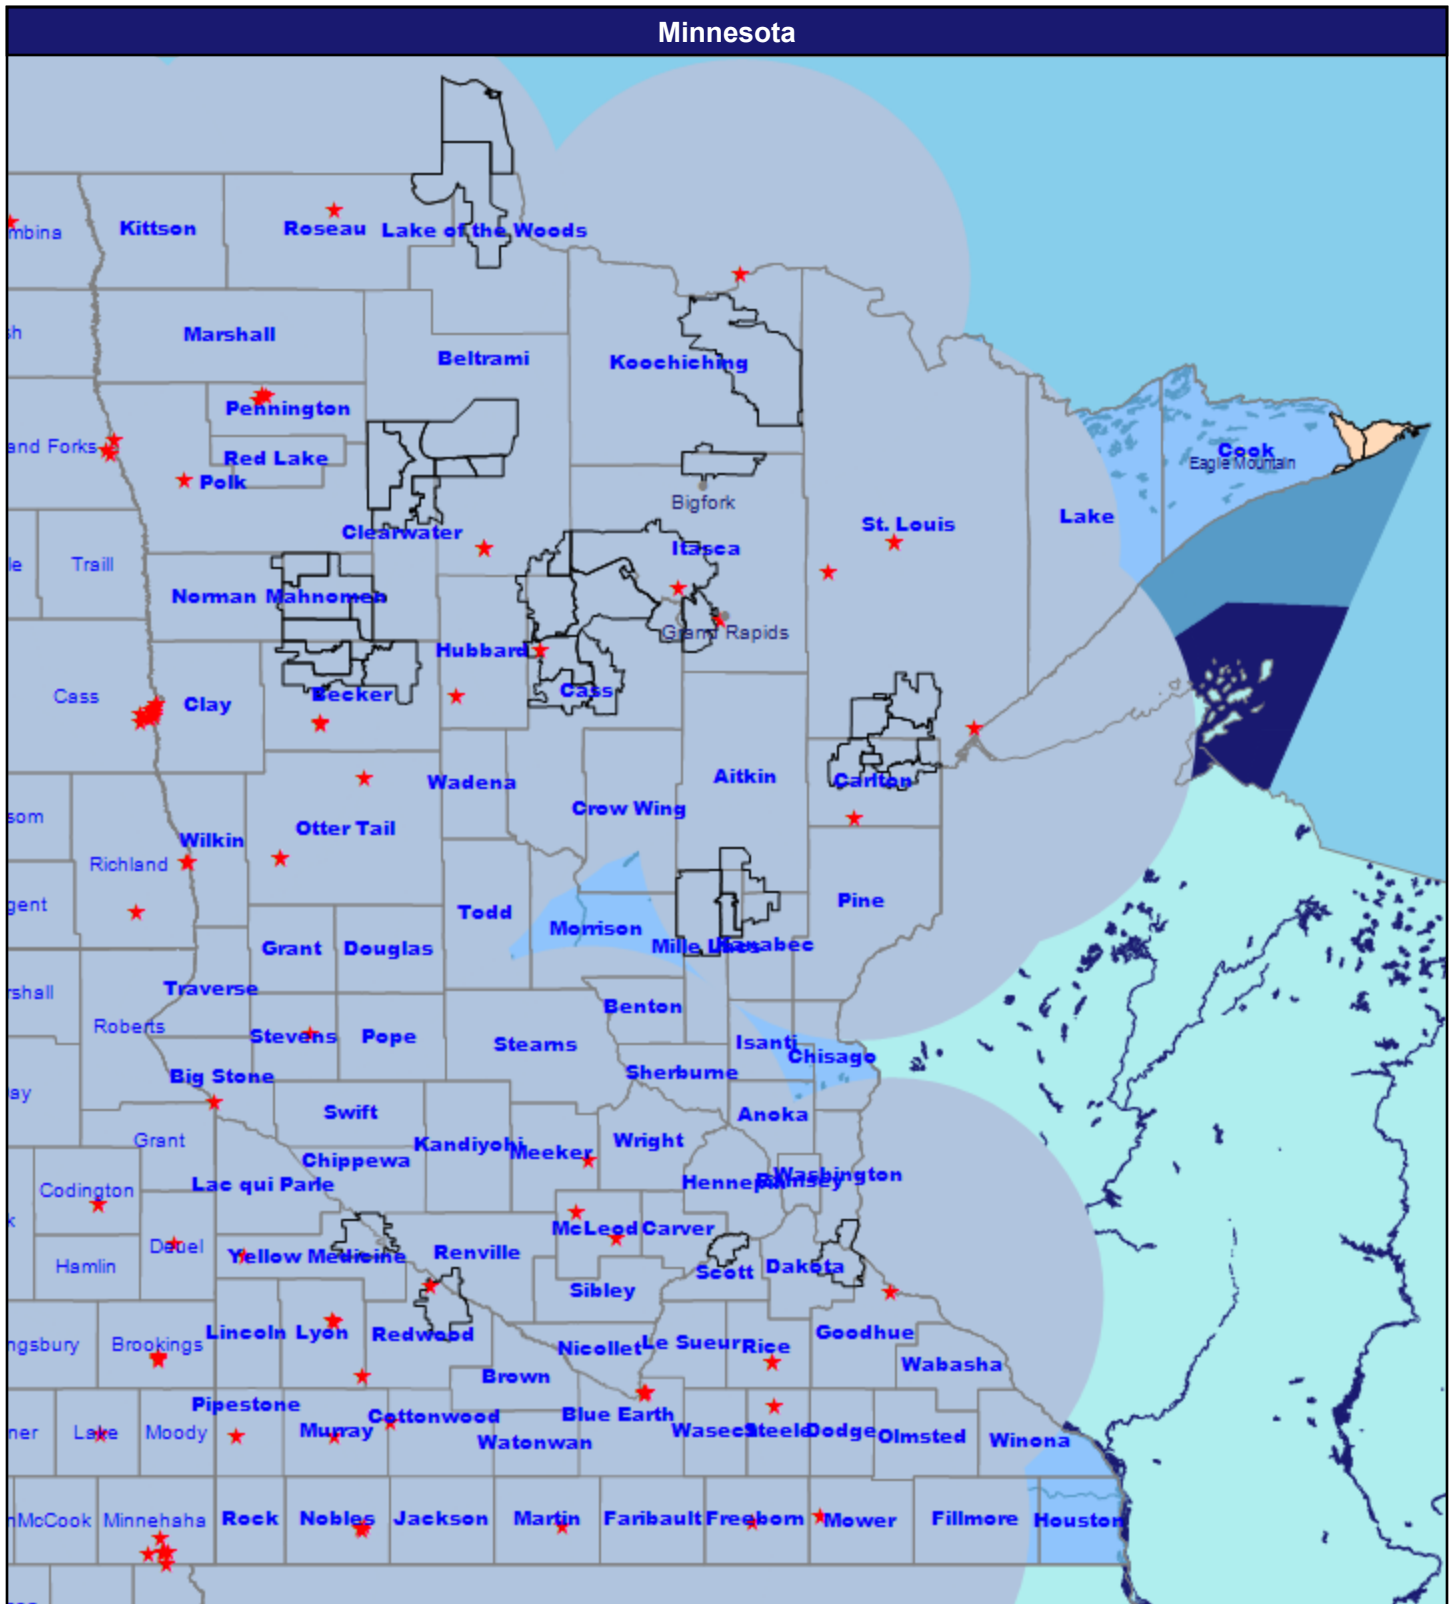 Minnesota
mbina
Kittson
Roseau
Lake of the Woods
sh
Marshall
Beltrami
Koochiching
Pennington
and Forks
Red Lake
Polk
Cook
Eagle Mountain
Bigfork
Clearwater
St. Louis
Lake
le
Traill
Itasca
Norman
Mahnomen
Grand Rapids
Hubbard
Cass
Clay
Becker
Cass
Wadena
Aitkin
Carlton
som
Crow Wing
Richland
Wilkin
Otter Tail
gent
Todd
Morrison
Pine
Grant
Douglas
Mille Lacs
Kanabec
rshall
Traverse
Roberts
Stevens
Pope
Benton
Stearns
Isanti
Chisago
ay
Big Stone
Sherburne
Swift
Anoka
Grant
Kandiyohi
Meeker
Wright
Chippewa
Codington
Lac qui Parle
Hennepin
Ramsey
Washington
k
Deuel
McLeod
Carver
Hamlin
Yellow Medicine
Renville
Scott
Dakota
Sibley
ngsbury
Brookings
Lincoln
Lyon
Redwood
Nicollet
Le Sueur
Rice
Goodhue
Wabasha
Brown
Pipestone
ner
Lake
Moody
Murray
Cottonwood
Blue Earth
Watonwan
Waseca
Steele
Dodge
Olmsted
Winona
McCook
Minnehaha
Rock
Nobles
Jackson
Martin
Faribault
Freeborn
Mower
Fillmore
Houston